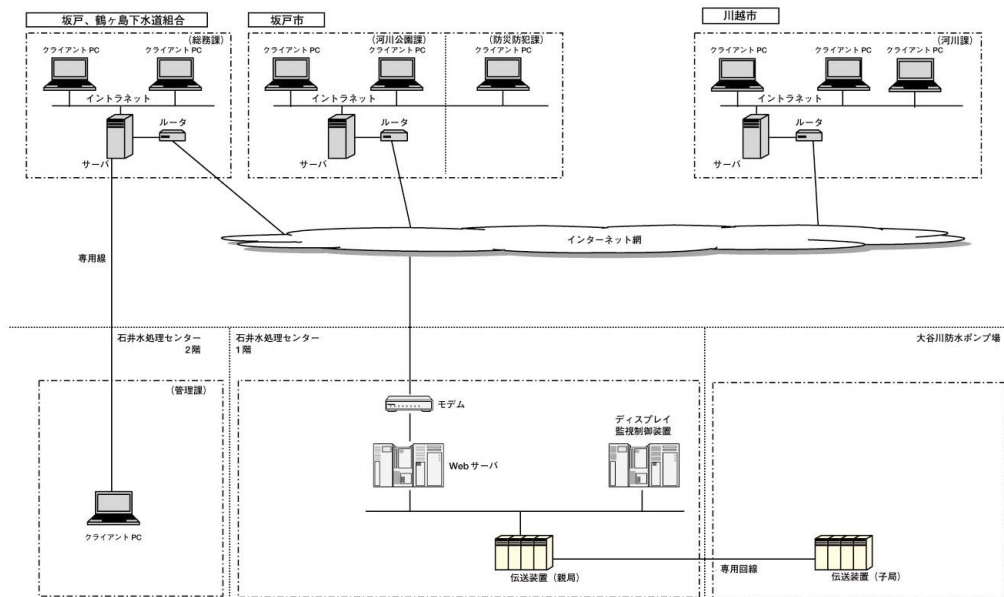 坂戸、鶴ヶ島下水道組合
(総務課)
クライアントPC
クライアントPC
イントラネット
ルータ
サーバ
坂戸市
(河川公園課)
クライアントPC
クライアントPC
イントラネット
ルータ
サーバ
(防災防犯課)
クライアントPC
川越市
(河川課)
クライアントPC
クライアントPC
クライアントPC
イントラネット
ルータ
サーバ
インターネット網
専用線
石井水処理センター
2階
(管理課)
クライアントPC
石井水処理センター
1階
モデム
Webサーバ
ディスプレイ
監視制御装置
伝送装置(親局)
専用回線
大谷川防水ポンプ場
伝送装置(子局)